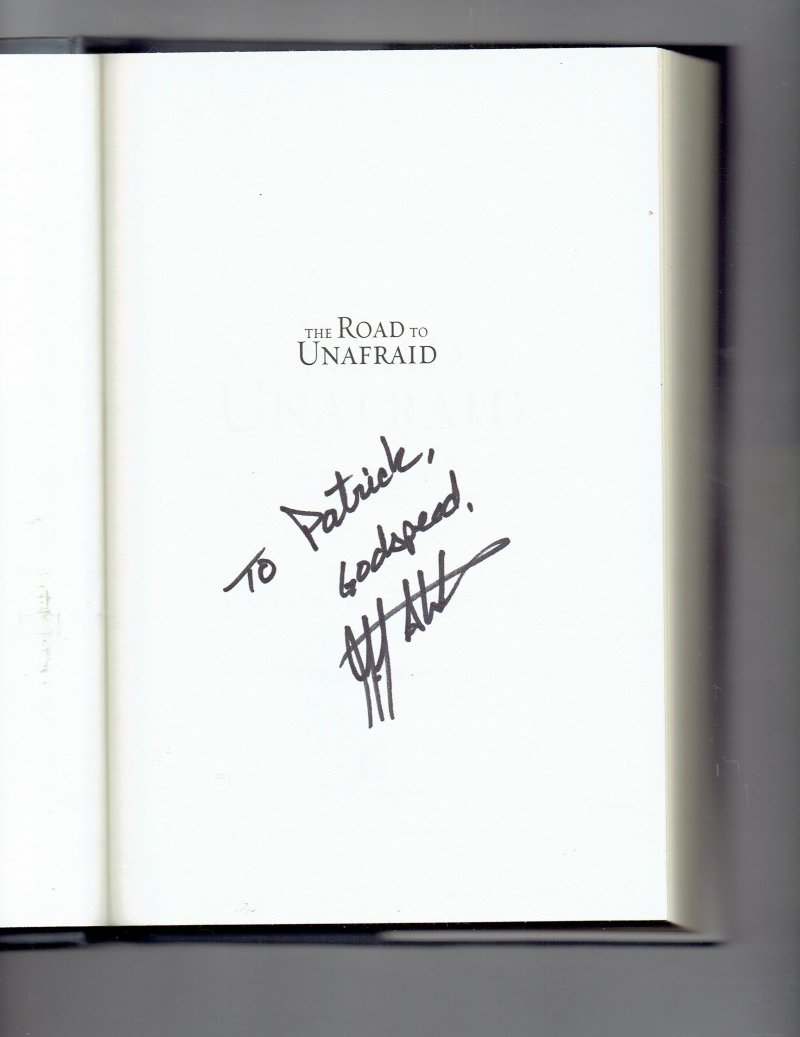 THE ROAD TO
UNAFRAID
To Patrick,
Godspeed.